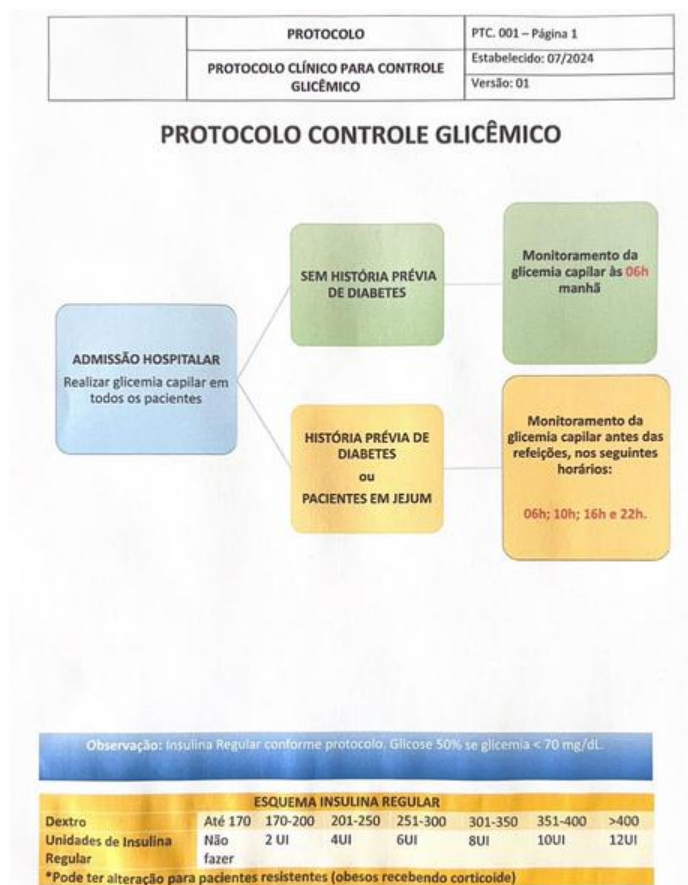 PROTOCOLO
PTC. 001 – Página 1
PROTOCOLO CLÍNICO PARA CONTROLE
GLICÊMICO
Estabelecido: 07/2024
Versão: 01
PROTOCOLO CONTROLE GLICÊMICO
ADMISSÃO HOSPITALAR
Realizar glicemia capilar em
todos os pacientes
SEM HISTÓRIA PRÉVIA
DE DIABETES
Monitoramento da
glicemia capilar às 06h
manhã
HISTÓRIA PRÉVIA DE
DIABETES
ou
PACIENTES EM JEJUM
Monitoramento da
glicemia capilar antes das
refeições, nos seguintes
horários:
06h; 10h; 16h e 22h.
Observação: Insulina Regular conforme protocolo. Glicose 50% se glicemia < 70 mg/dL.
ESQUEMA INSULINA REGULAR
Dextro Até 170 170-200 201-250 251-300 301-350 351-400 >400
Unidades de Insulina Não 2 UI 4UI 6UI 8UI 10UI 12UI
Regular fazer
*Pode ter alteração para pacientes resistentes (obesos recebendo corticoide)